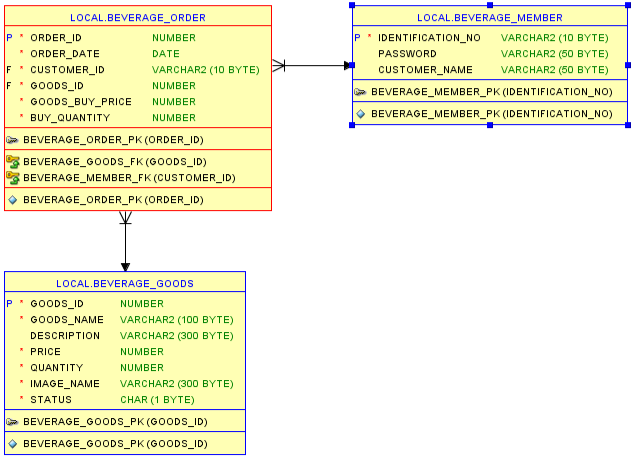 LOCAL.BEVERAGE_ORDER
P * ORDER_ID NUMBER
* ORDER_DATE DATE
F * CUSTOMER_ID VARCHAR2 (10 BYTE)
F * GOODS_ID NUMBER
* GOODS_BUY_PRICE NUMBER
* BUY_QUANTITY NUMBER
BEVERAGE_ORDER_PK (ORDER_ID)
BEVERAGE_GOODS_FK (GOODS_ID)
BEVERAGE_MEMBER_FK (CUSTOMER_ID)
BEVERAGE_ORDER_PK (ORDER_ID)
LOCAL.BEVERAGE_MEMBER
P * IDENTIFICATION_NO VARCHAR2 (10 BYTE)
PASSWORD VARCHAR2 (50 BYTE)
CUSTOMER_NAME VARCHAR2 (50 BYTE)
BEVERAGE_MEMBER_PK (IDENTIFICATION_NO)
BEVERAGE_MEMBER_PK (IDENTIFICATION_NO)
LOCAL.BEVERAGE_GOODS
P * GOODS_ID NUMBER
* GOODS_NAME VARCHAR2 (100 BYTE)
DESCRIPTION VARCHAR2 (300 BYTE)
* PRICE NUMBER
* QUANTITY NUMBER
* IMAGE_NAME VARCHAR2 (300 BYTE)
* STATUS CHAR (1 BYTE)
BEVERAGE_GOODS_PK (GOODS_ID)
BEVERAGE_GOODS_PK (GOODS_ID)